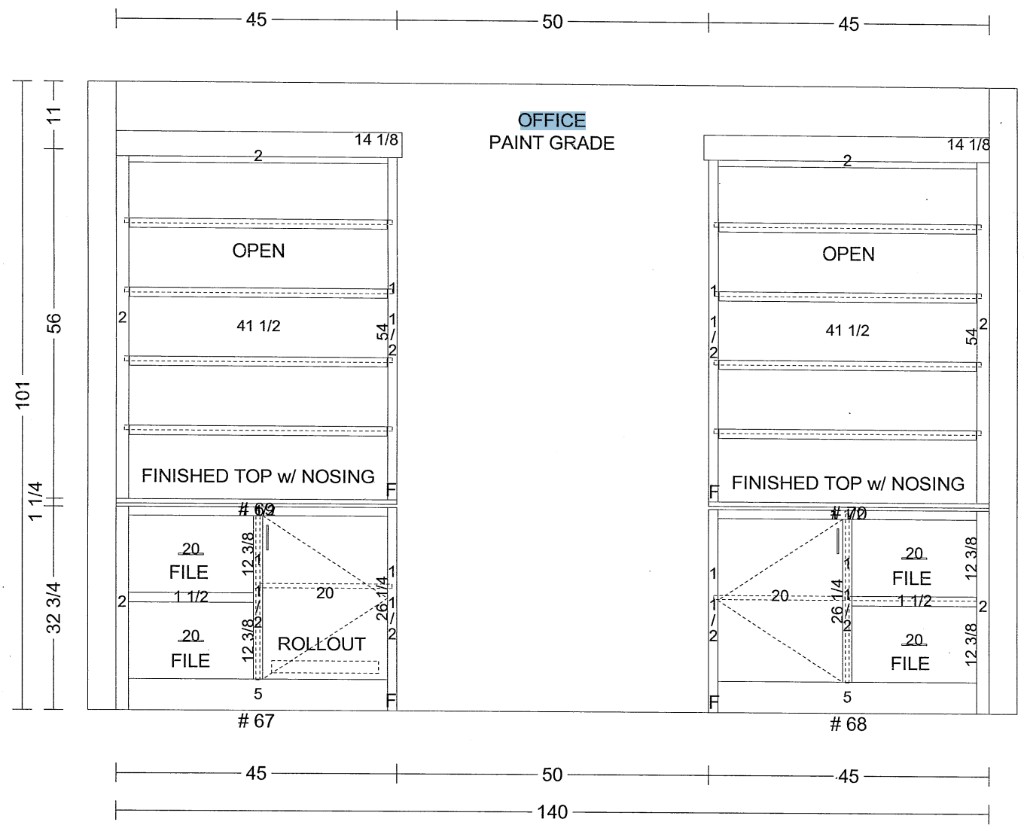 45 50 45
11
OFFICE
PAINT GRADE
14 1/8
14 1/8
2
2
OPEN
OPEN
2
41 1/2
54
1 1/2
1 1/2
41 1/2
54
2
56
101
1 1/4
FINISHED TOP w/ NOSING
F
F
FINISHED TOP w/ NOSING
20
FILE
12 3/8
1 1/2
20
FILE
12 3/8
2
1 1/2
20
26 1/4
1 1/2
ROLLOUT
5
F
32 3/4
1 1/2
20
26 1/4
1 1/2
20
FILE
12 3/8
1 1/2
20
FILE
12 3/8
2
5
F
# 67
# 68
45 50 45
140